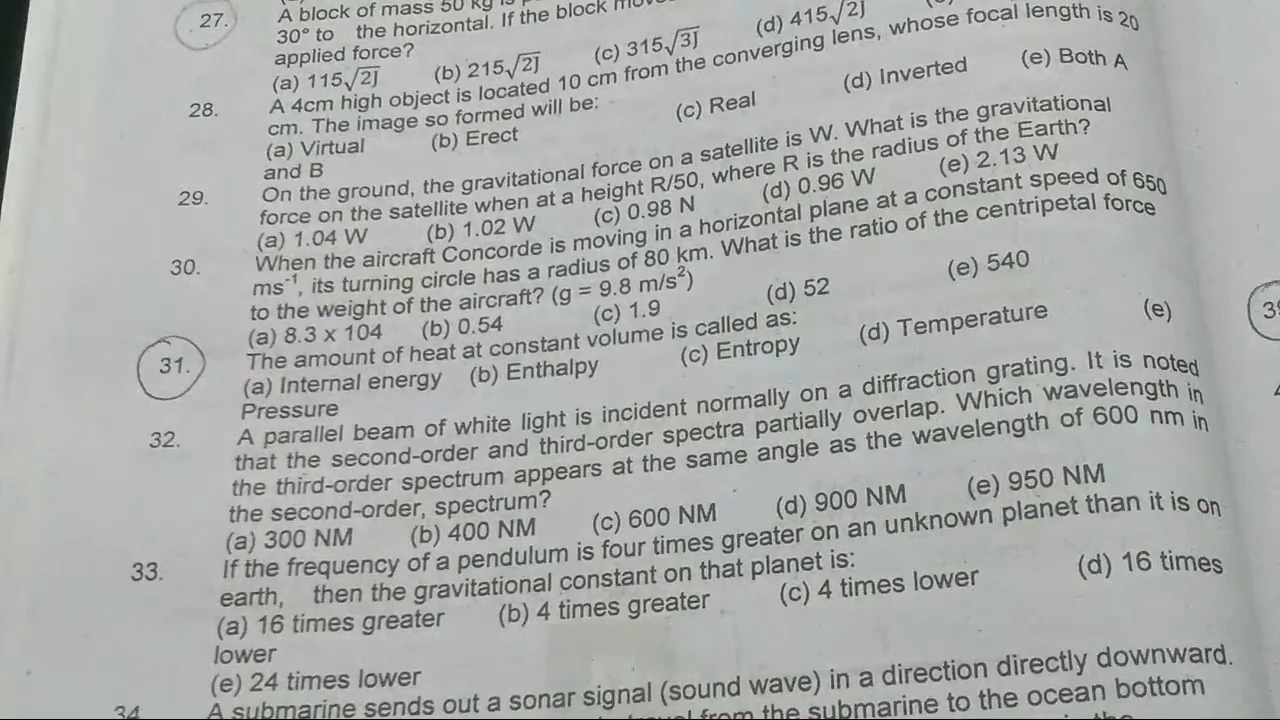 27. A block of mass 50 kg is
30° to the horizontal. If the block
applied force?
(a) 115√2J (b) 215√2J (c) 315√3J (d) 415√2J
28. A 4cm high object is located 10 cm from the converging lens, whose focal length is 20
cm. The image so formed will be:
(a) Virtual (b) Erect (c) Real (d) Inverted (e) Both A
and B
29. On the ground, the gravitational force on a satellite is W. What is the gravitational
force on the satellite when at a height R/50, where R is the radius of the Earth?
(a) 1.04 W (b) 1.02 W (c) 0.98 N (d) 0.96 W (e) 2.13 W
30. When the aircraft Concorde is moving in a horizontal plane at a constant speed of 650
ms⁻¹, its turning circle has a radius of 80 km. What is the ratio of the centripetal force
to the weight of the aircraft? (g = 9.8 m/s²)
(a) 8.3 x 104 (b) 0.54 (c) 1.9 (d) 52 (e) 540
31. The amount of heat at constant volume is called as:
(a) Internal energy (b) Enthalpy (c) Entropy (d) Temperature (e)
Pressure
32. A parallel beam of white light is incident normally on a diffraction grating. It is noted
that the second-order and third-order spectra partially overlap. Which wavelength in
the third-order spectrum appears at the same angle as the wavelength of 600 nm in
the second-order, spectrum?
(a) 300 NM (b) 400 NM (c) 600 NM (d) 900 NM (e) 950 NM
33. If the frequency of a pendulum is four times greater on an unknown planet than it is on
earth, then the gravitational constant on that planet is:
(a) 16 times greater (b) 4 times greater (c) 4 times lower (d) 16 times
lower
(e) 24 times lower
34 A submarine sends out a sonar signal (sound wave) in a direction directly downward.
from the submarine to the ocean bottom